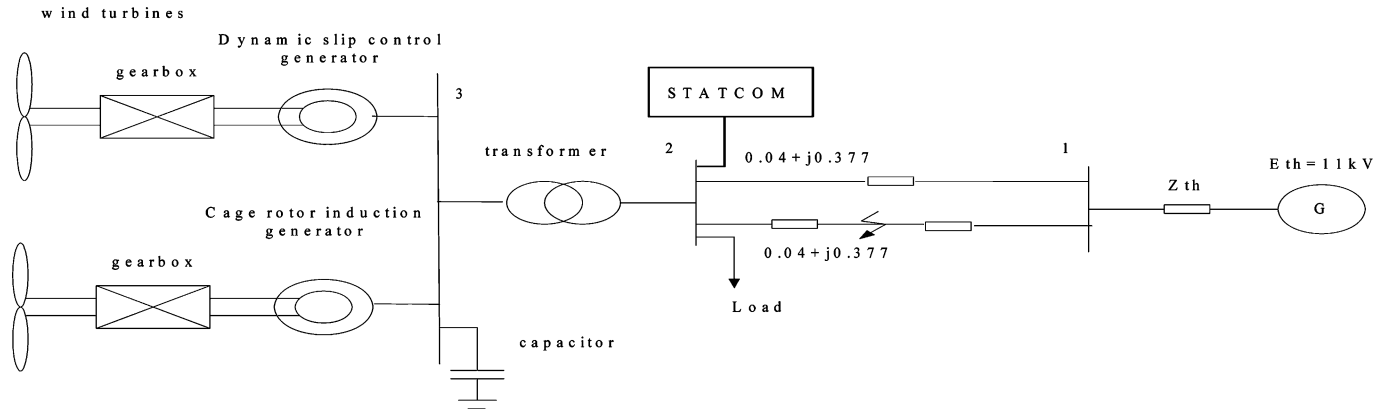 wind turbines
Dynamic slip control
generator
gearbox
3
STATCOM
transformer
2
0.04+j0.377
1
Eth=11kV
Zth
G
Cage rotor induction
generator
0.04+j0.377
gearbox
Load
capacitor